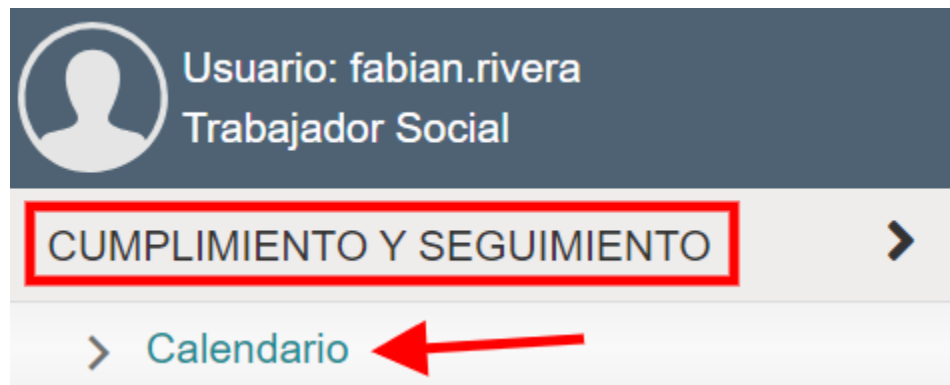 Usuario: fabian.rivera
Trabajador Social
CUMPLIMIENTO Y SEGUIMIENTO
Calendario